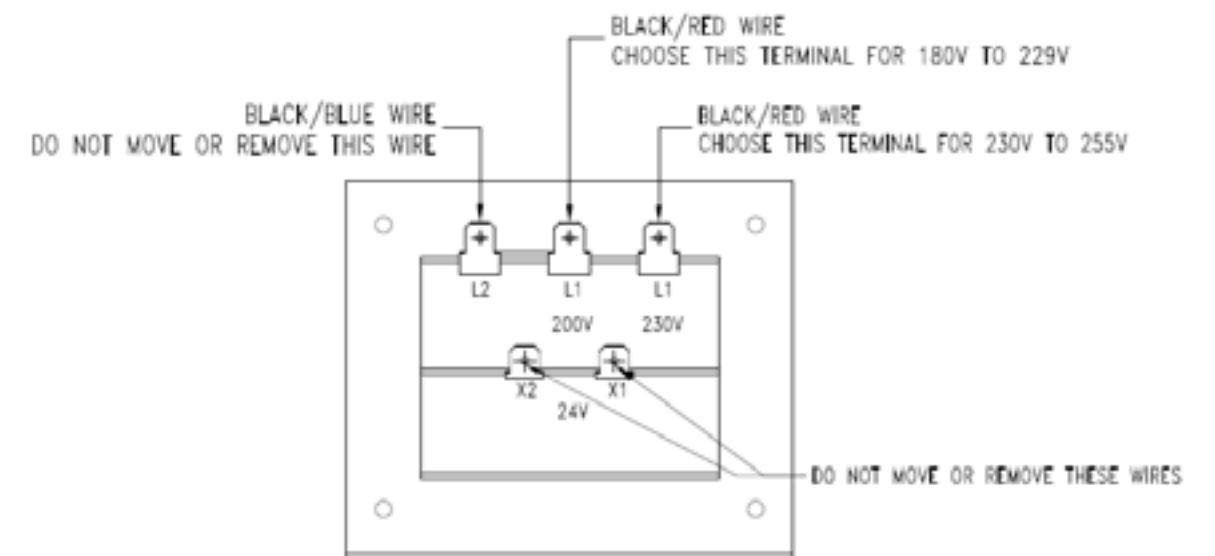 BLACK/RED WIRE
CHOOSE THIS TERMINAL FOR 180V TO 229V
BLACK/BLUE WIRE
DO NOT MOVE OR REMOVE THIS WIRE
BLACK/RED WIRE
CHOOSE THIS TERMINAL FOR 230V TO 255V
L2 L1 L1
200V 230V
X2 X1
24V
DO NOT MOVE OR REMOVE THESE WIRES